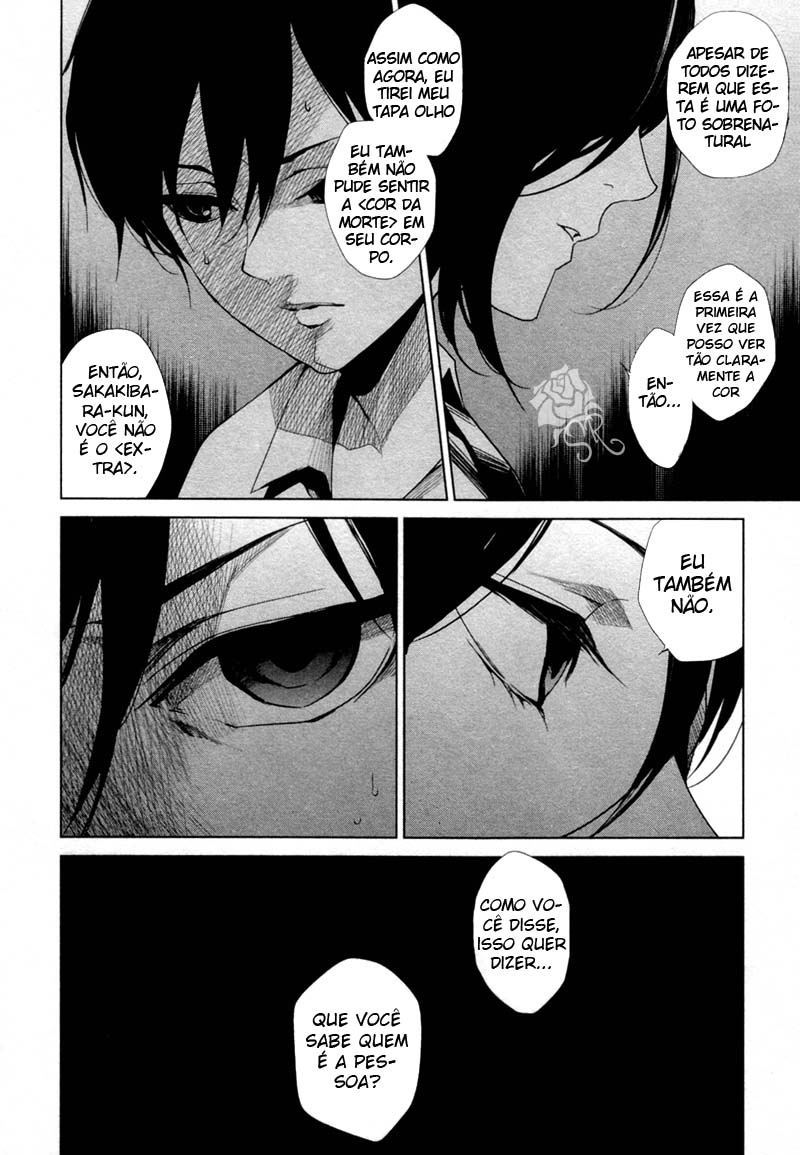 APESAR DE
TODOS DIZE-
REM QUE ES-
TA É UMA FO-
TO SOBRENA-
TURAL
ESSA É A
PRIMEIRA
VEZ QUE
POSSO VER
TÃO CLARA-
MENTE A
COR
EN-
TÃO...
ASSIM COMO
AGORA, EU
TIREI MEU
TAPA OLHO
EU TAM-
BÉM NÃO
PUDE SENTIR
A <COR DA
MORTE> EM
SEU COR-
PO.
ENTÃO,
SAKAKIBA-
RA-KUN,
VOCÊ NÃO
É O <EX-
TRA>.
SR
EU
TAMBÉM
NÃO.
COMO VO-
CÊ DISSE,
ISSO QUER
DIZER...
QUE VOCÊ
SABE QUEM
É A PES-
SOA?